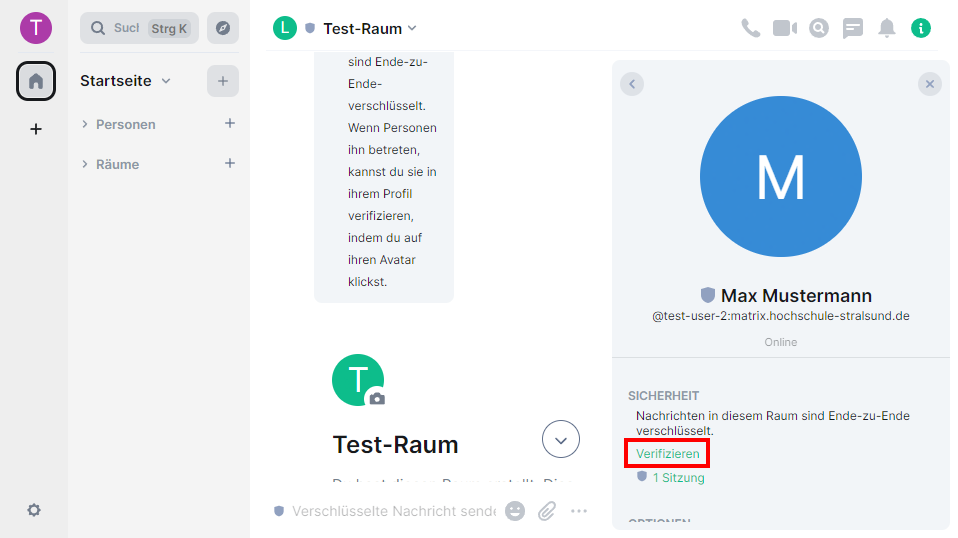 T
Sucl
Strg K
Startseite
Personen
Räume
L
Test-Raum
sind Ende-zu-
Ende-
verschlüsselt.
Wenn Personen
ihn betreten,
kannst du sie in
ihrem Profil
verifizieren,
indem du auf
ihren Avatar
klickst.
T
Test-Raum
Verschlüsselte Nachricht sende
M
Max Mustermann
@test-user-2:matrix.hochschule-stralsund.de
Online
SICHERHEIT
Nachrichten in diesem Raum sind Ende-zu-Ende
verschlüsselt.
Verifizieren
1 Sitzung
OPTIONEN